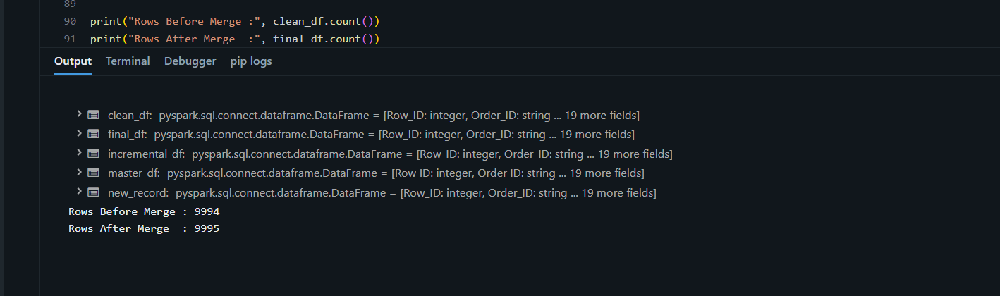 89
90 print("Rows Before Merge :", clean_df.count())
91 print("Rows After Merge  :", final_df.count())
Output Terminal Debugger pip logs
clean_df: pyspark.sql.connect.dataframe.DataFrame = [Row_ID: integer, Order_ID: string ... 19 more fields]
final_df: pyspark.sql.connect.dataframe.DataFrame = [Row_ID: integer, Order_ID: string ... 19 more fields]
incremental_df: pyspark.sql.connect.dataframe.DataFrame = [Row_ID: integer, Order_ID: string ... 19 more fields]
master_df: pyspark.sql.connect.dataframe.DataFrame = [Row ID: integer, Order ID: string ... 19 more fields]
new_record: pyspark.sql.connect.dataframe.DataFrame = [Row_ID: integer, Order_ID: string ... 19 more fields]
Rows Before Merge : 9994
Rows After Merge  : 9995